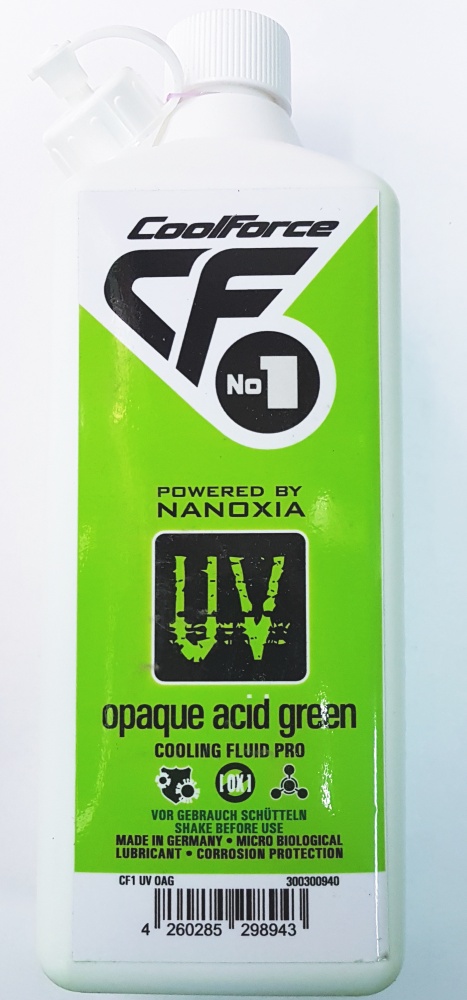 CoolForce
CF
No 1
POWERED BY
NANOXIA
UV
opaque acid green
COOLING FLUID PRO
VOR GEBRAUCH SCHÜTTELN
SHAKE BEFORE USE
MADE IN GERMANY • MICRO BIOLOGICAL
LUBRICANT • CORROSION PROTECTION
CF1 UV OAG 300300940
4 260285 298943